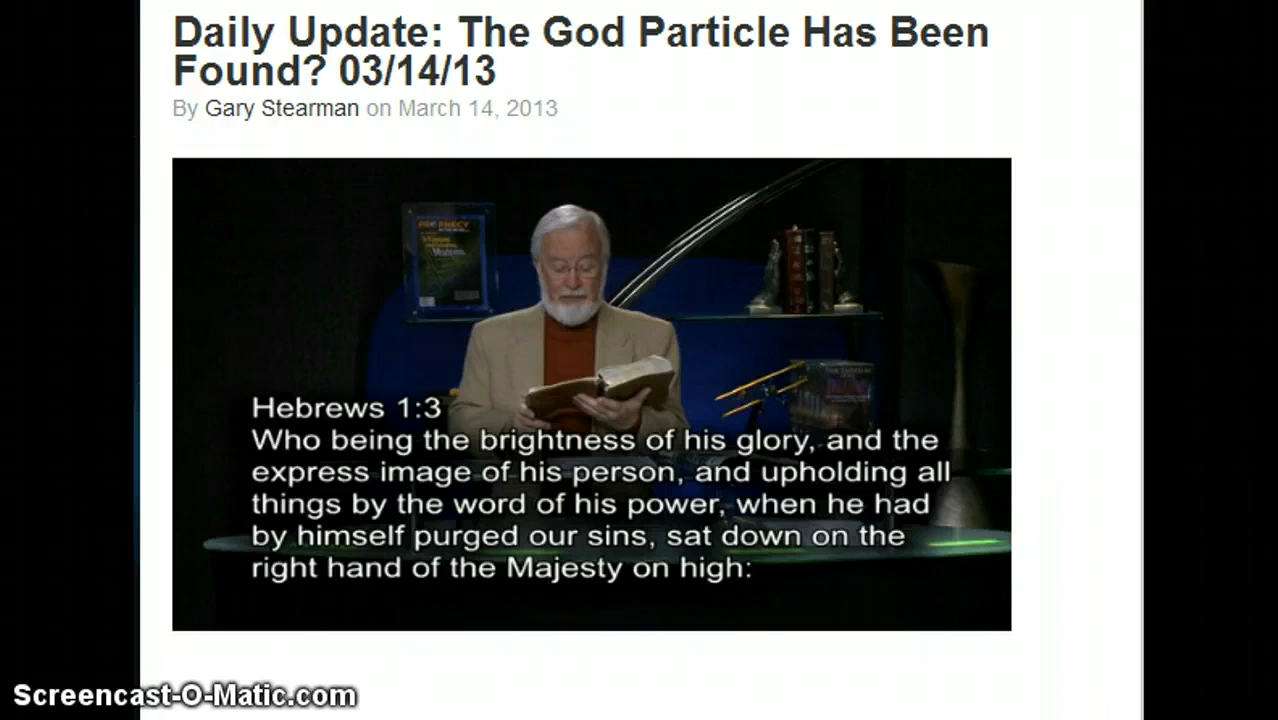 Daily Update: The God Particle Has Been
Found? 03/14/13
By Gary Stearman on March 14, 2013
PROPHECY
Hebrews 1:3
Who being the brightness of his glory, and the
express image of his person, and upholding all
things by the word of his power, when he had
by himself purged our sins, sat down on the
right hand of the Majesty on high:
Screencast-O-Matic.com